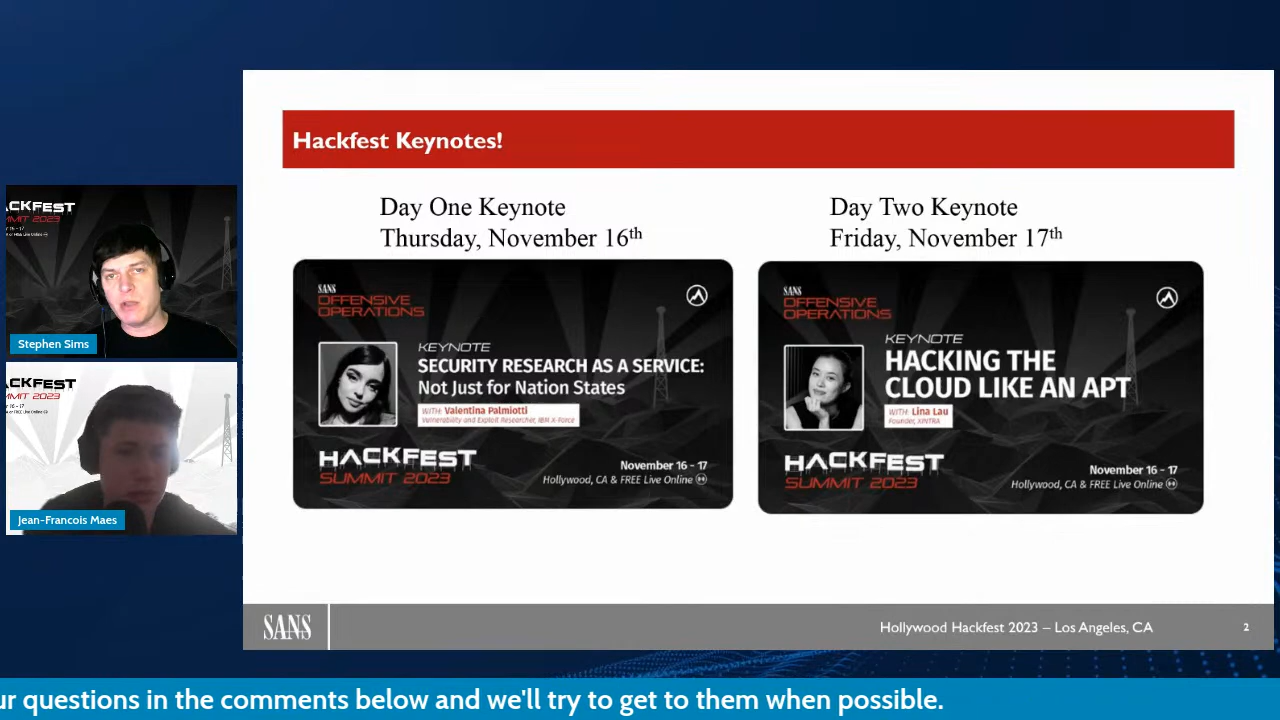 ACKFEST
MMIT 2023
Stephen Sims
ACKFEST
Jean-Francois Maes
Hackfest Keynotes!
Day One Keynote
Thursday, November 16th
SANS
OFFENSIVE
OPERATIONS
KEYNOTE
SECURITY RESEARCH AS A SERVICE:
Not Just for Nation States
WITH: Valentina Palmiotti
Vulnerability and Exploit Researcher, IBM X-Force
HACKFEST
SUMMIT 2023
November 16 - 17
Hollywood, CA & FREE Live Online
Day Two Keynote
Friday, November 17th
SANS
OFFENSIVE
OPERATIONS
KEYNOTE
HACKING THE
CLOUD LIKE AN APT
WITH: Lina Lau
Founder, XINTRA
HACKFEST
SUMMIT 2023
November 16 - 17
Hollywood, CA & FREE Live Online
SANS
Hollywood Hackfest 2023 – Los Angeles, CA
2
ur questions in the comments below and we'll try to get to them when possible.